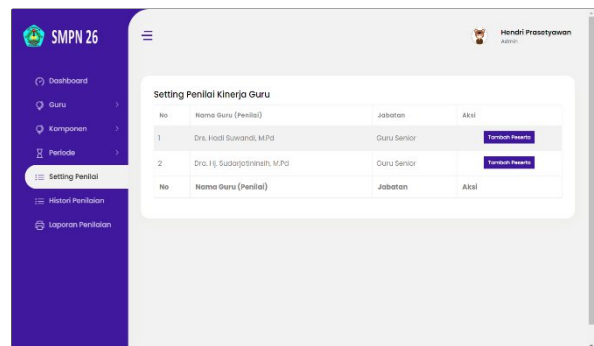 SMPN 26
Hendri Prasetyawan
Admin
Dashboard
Guru
Komponen
Periode
Setting Penilai
Histori Penilaian
Laporan Penilaian
Setting Penilai Kinerja Guru
No Nama Guru (Penilai) Jabatan Aksi
1 Drs. Hadi Suwandi, M.Pd Guru Senior Tambah Peserta
2 Dra. Hj. Sudarjatininsih, M.Pd Guru Senior Tambah Peserta
No Nama Guru (Penilai) Jabatan Aksi